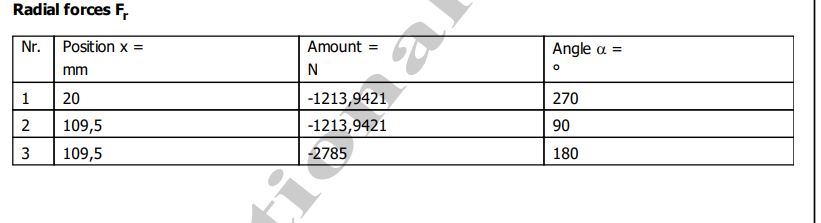 Radial forces Fr
Nr. Position x = Amount = Angle α =
mm N °
1 20 -1213,9421 270
2 109,5 -1213,9421 90
3 109,5 -2785 180
tional